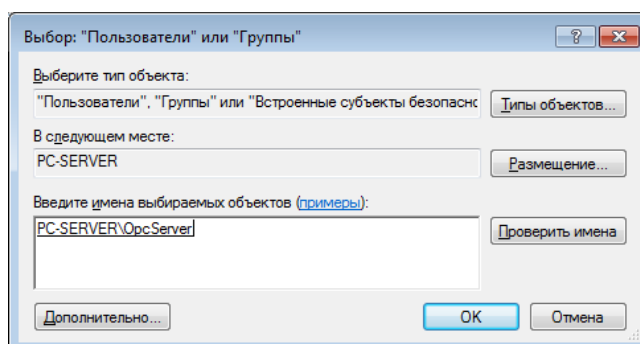 Выбор: "Пользователи" или "Группы"
Выберите тип объекта:
"Пользователи", "Группы" или "Встроенные субъекты безопасно
Типы объектов...
В следующем месте:
PC-SERVER
Размещение...
Введите имена выбираемых объектов (примеры):
PC-SERVER\OpcServer
Проверить имена
Дополнительно...
ОК
Отмена